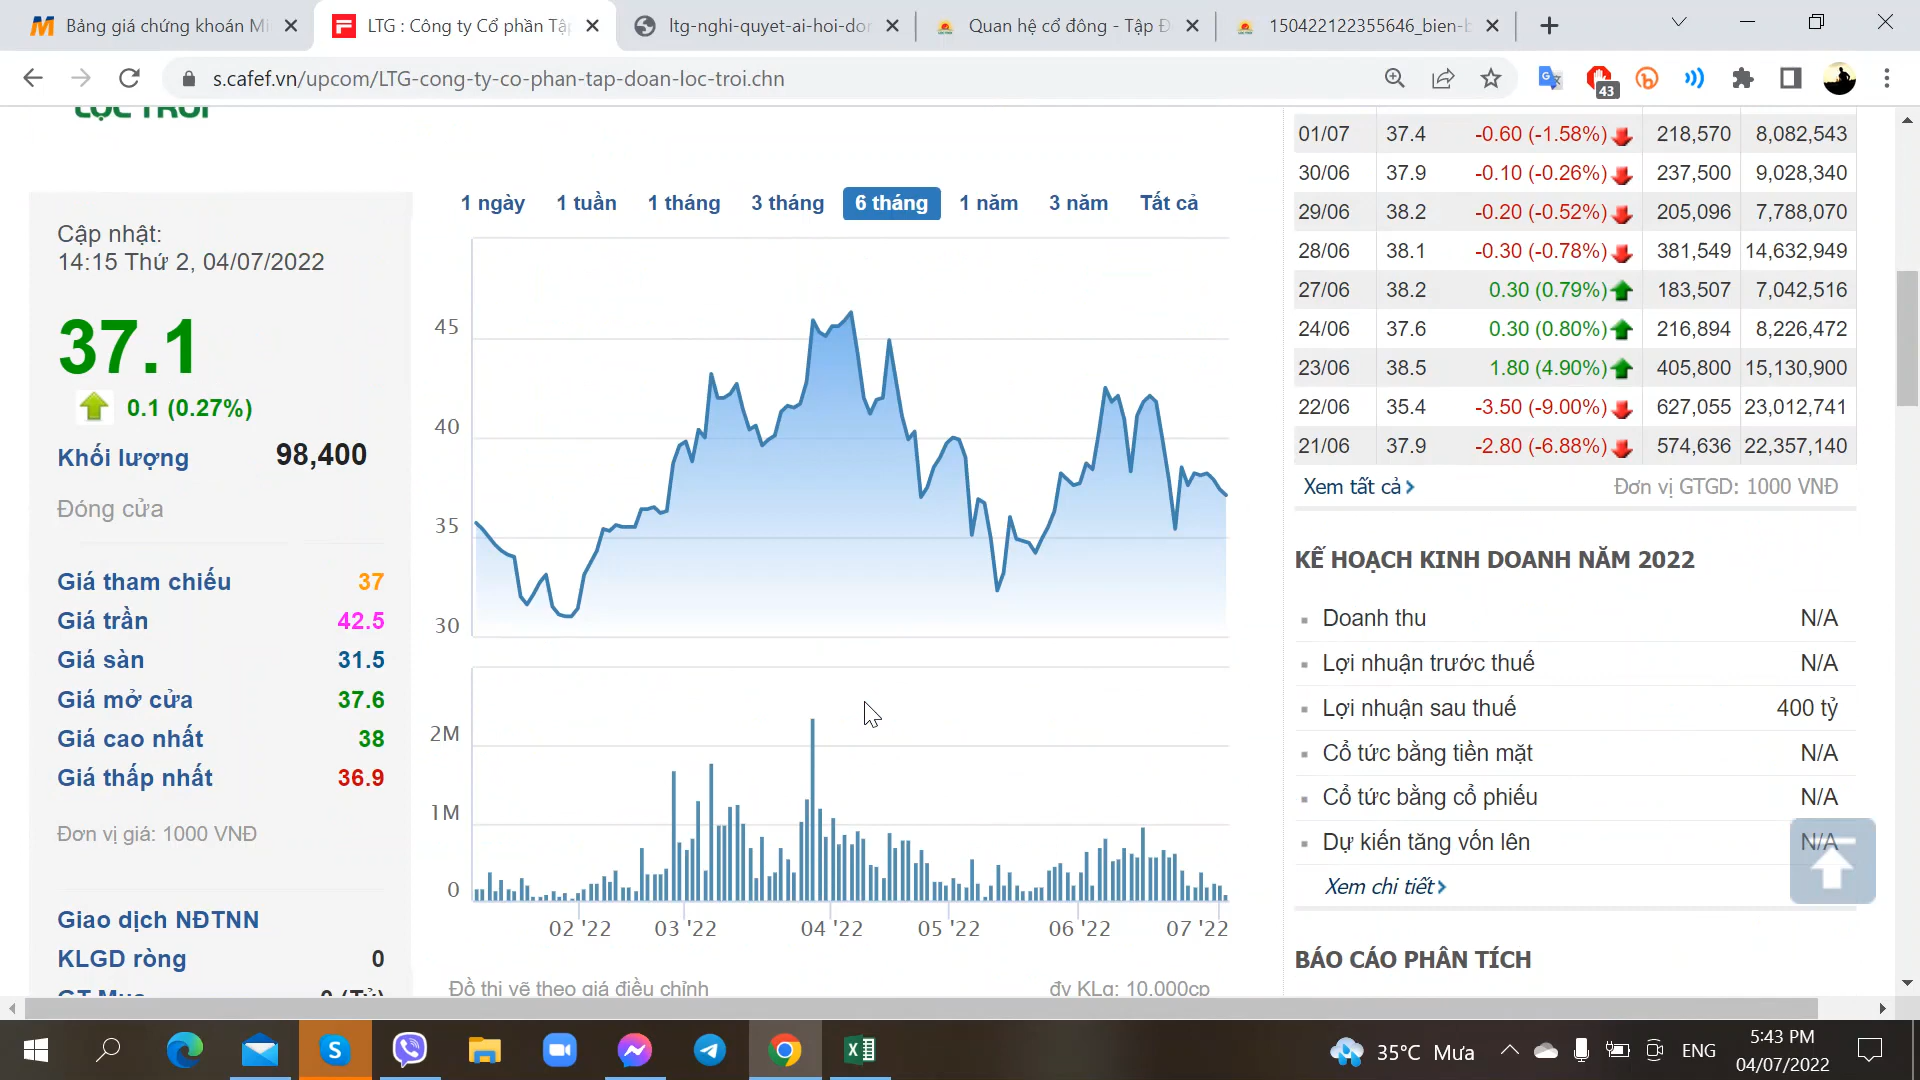 Bảng giá chứng khoán Mi
LTG : Công ty Cổ phần Tập
ltg-nghi-quyet-ai-hoi-don
Quan hệ cổ đông - Tập Đ
150422122355646_bien-b
s.cafef.vn/upcom/LTG-cong-ty-co-phan-tap-doan-loc-troi.chn
43
LỘC TRỜI
Cập nhật:
14:15 Thứ 2, 04/07/2022
37.1
0.1 (0.27%)
Khối lượng 98,400
Đóng cửa
Giá tham chiếu 37
Giá trần 42.5
Giá sàn 31.5
Giá mở cửa 37.6
Giá cao nhất 38
Giá thấp nhất 36.9
Đơn vị giá: 1000 VNĐ
Giao dịch NĐTNN
KLGD ròng 0
GT Mua 0 (Tỷ)
1 ngày 1 tuần 1 tháng 3 tháng 6 tháng 1 năm 3 năm Tất cả
45
40
35
30
2M
1M
0
02 '22 03 '22 04 '22 05 '22 06 '22 07 '22
Đồ thị vẽ theo giá điều chỉnh
đv KLg: 10,000cp
01/07 37.4 -0.60 (-1.58%) 218,570 8,082,543
30/06 37.9 -0.10 (-0.26%) 237,500 9,028,340
29/06 38.2 -0.20 (-0.52%) 205,096 7,788,070
28/06 38.1 -0.30 (-0.78%) 381,549 14,632,949
27/06 38.2 0.30 (0.79%) 183,507 7,042,516
24/06 37.6 0.30 (0.80%) 216,894 8,226,472
23/06 38.5 1.80 (4.90%) 405,800 15,130,900
22/06 35.4 -3.50 (-9.00%) 627,055 23,012,741
21/06 37.9 -2.80 (-6.88%) 574,636 22,357,140
Xem tất cả
Đơn vị GTGD: 1000 VNĐ
KẾ HOẠCH KINH DOANH NĂM 2022
Doanh thu N/A
Lợi nhuận trước thuế N/A
Lợi nhuận sau thuế 400 tỷ
Cổ tức bằng tiền mặt N/A
Cổ tức bằng cổ phiếu N/A
Dự kiến tăng vốn lên N/A
Xem chi tiết
BÁO CÁO PHÂN TÍCH
35°C Mưa
ENG
5:43 PM
04/07/2022